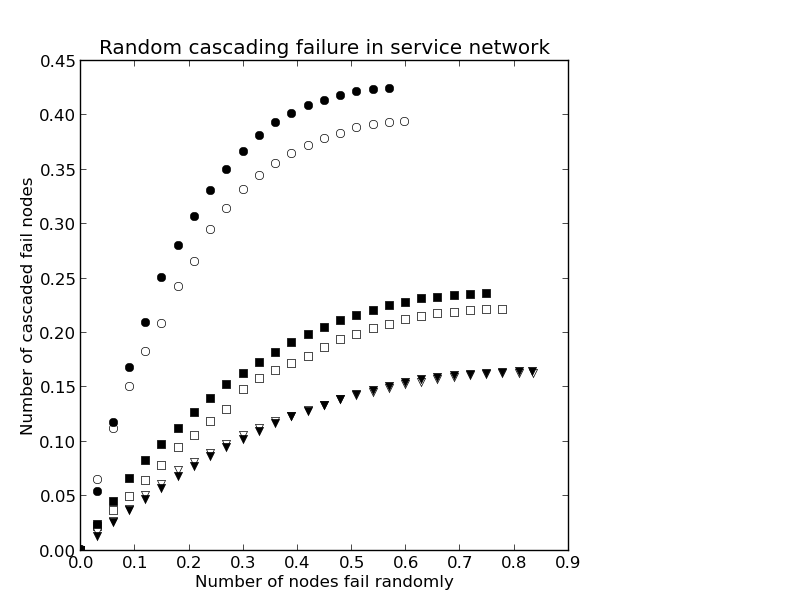 Random cascading failure in service network
0.45
0.40
0.35
0.30
0.25
0.20
0.15
0.10
0.05
0.00
Number of cascaded fail nodes
0.0 0.1 0.2 0.3 0.4 0.5 0.6 0.7 0.8 0.9
Number of nodes fail randomly